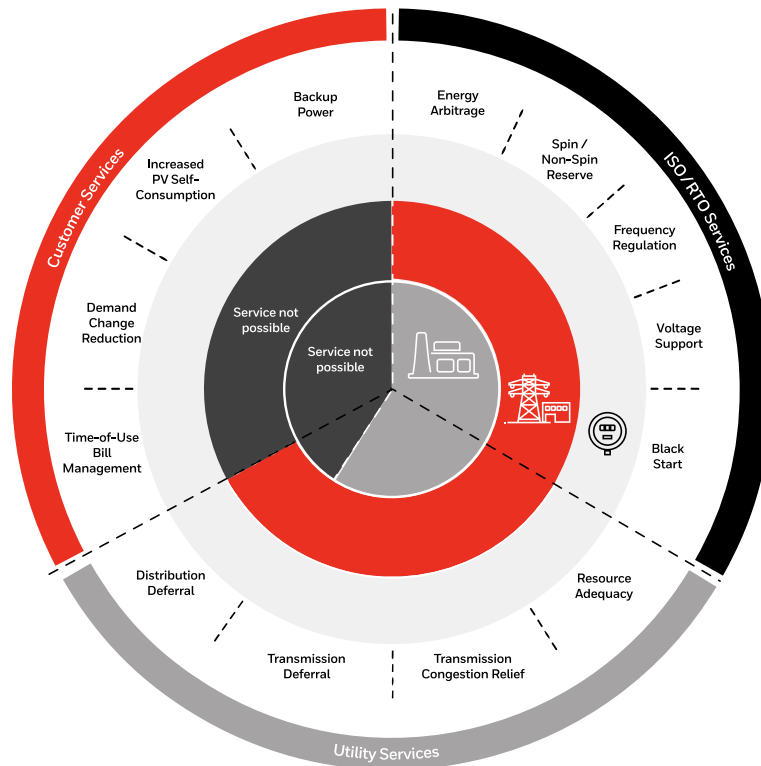 Customer Services
ISO/RTO Services
Backup
Power
Energy
Arbitrage
Increased
PV Self-
Consumption
Spin /
Non-Spin
Reserve
Frequency
Regulation
Demand
Change
Reduction
Service not
possible
Service not
possible
Voltage
Support
Time-of-Use
Bill
Management
Black
Start
Distribution
Deferral
Resource
Adequacy
Transmission
Deferral
Transmission
Congestion Relief
Utility Services